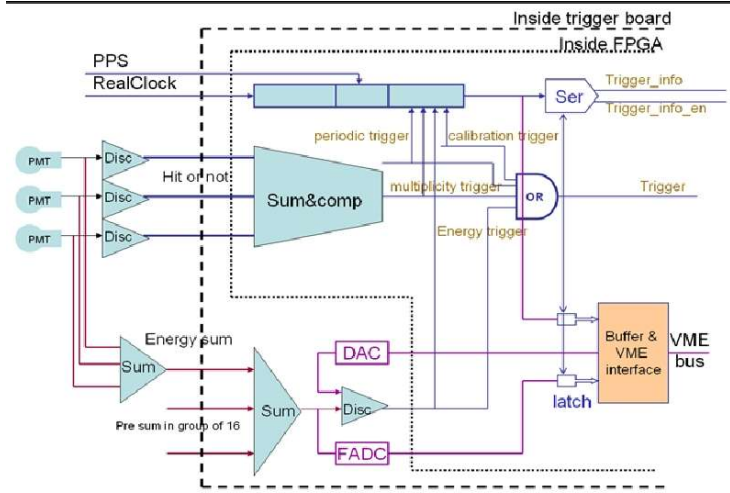 Inside trigger board
Inside FPGA
PPS
RealClock
Ser
Trigger_info
Trigger_info_en
periodic trigger
calibration trigger
PMT
Disc
Hit or not
PMT
Disc
Sum&comp
multiplicity trigger
OR
Trigger
PMT
Disc
Energy trigger
Energy sum
Sum
DAC
Buffer &
VME
interface
VME
bus
Pre sum in group of 16
Sum
Disc
latch
FADC